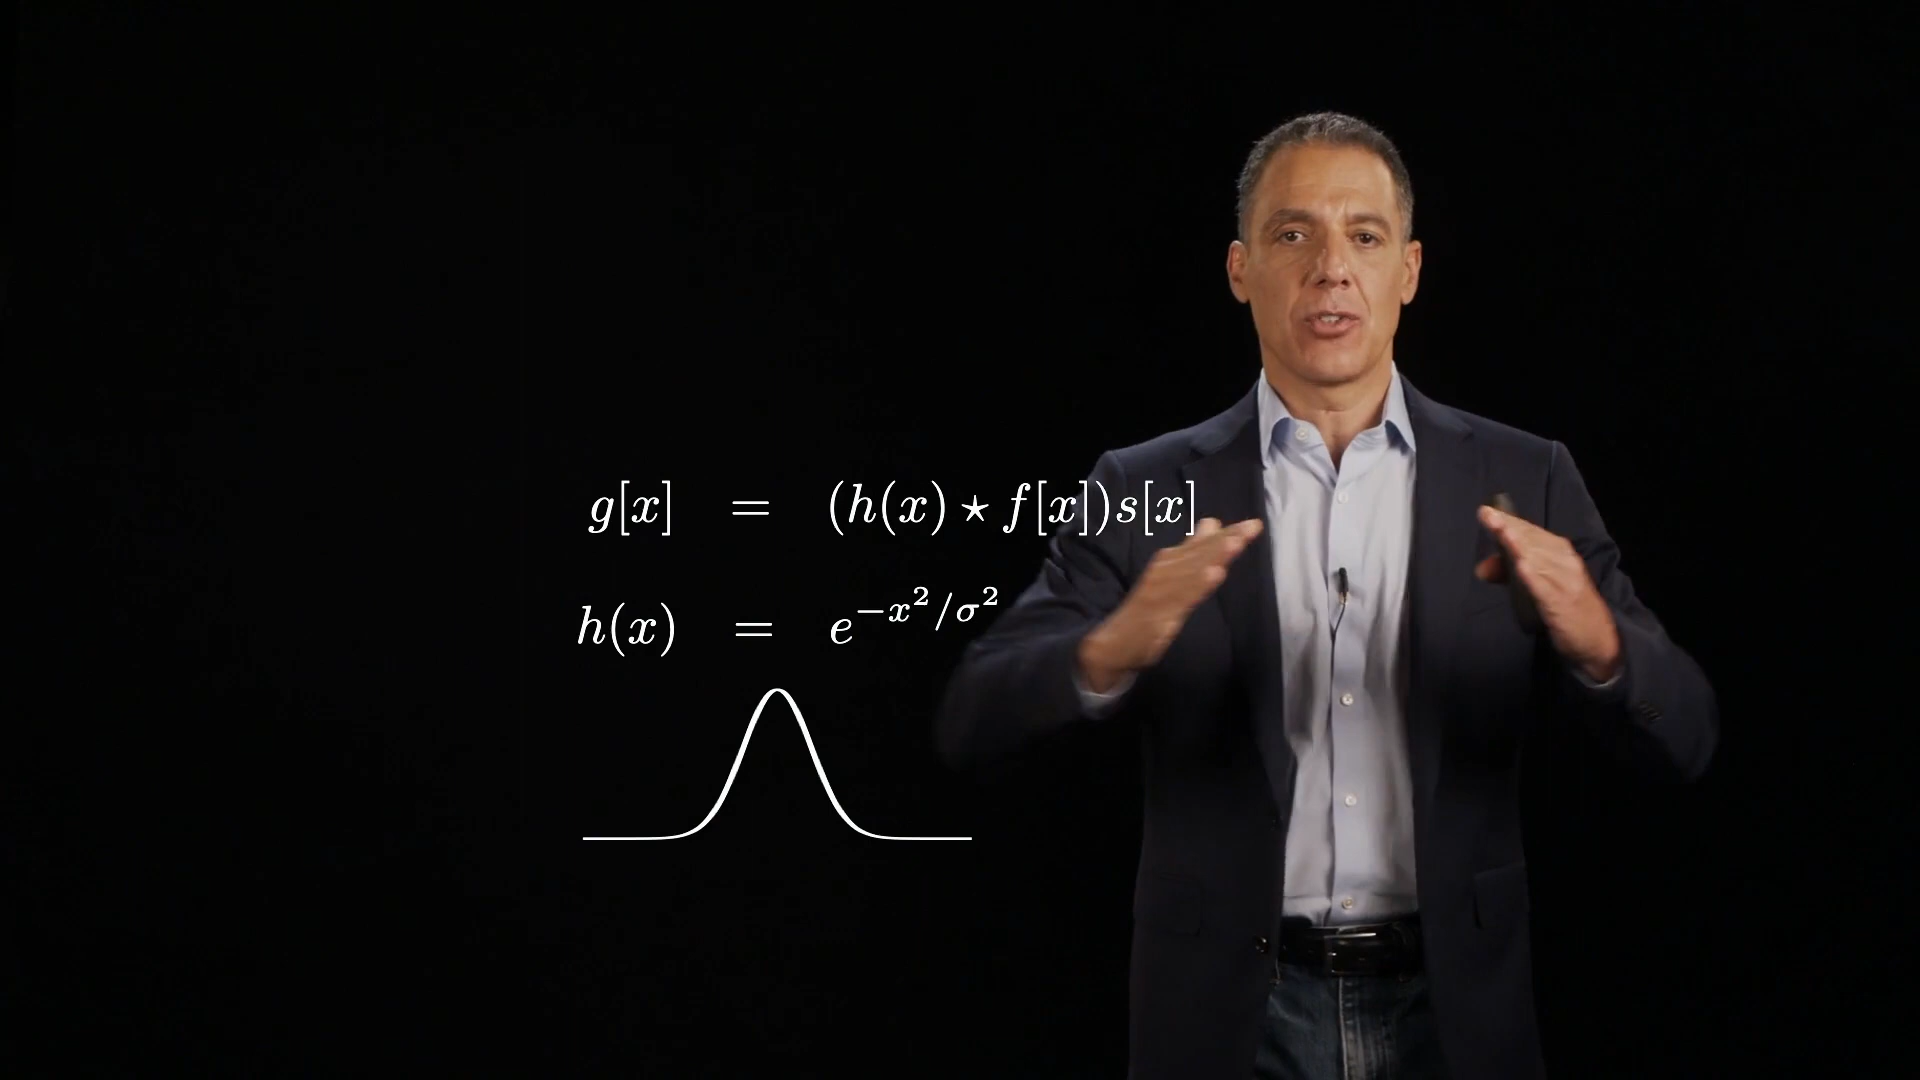 g[x] = (h(x) ⋆ f[x])s[x]
h(x) = e^{-x^2/σ^2}